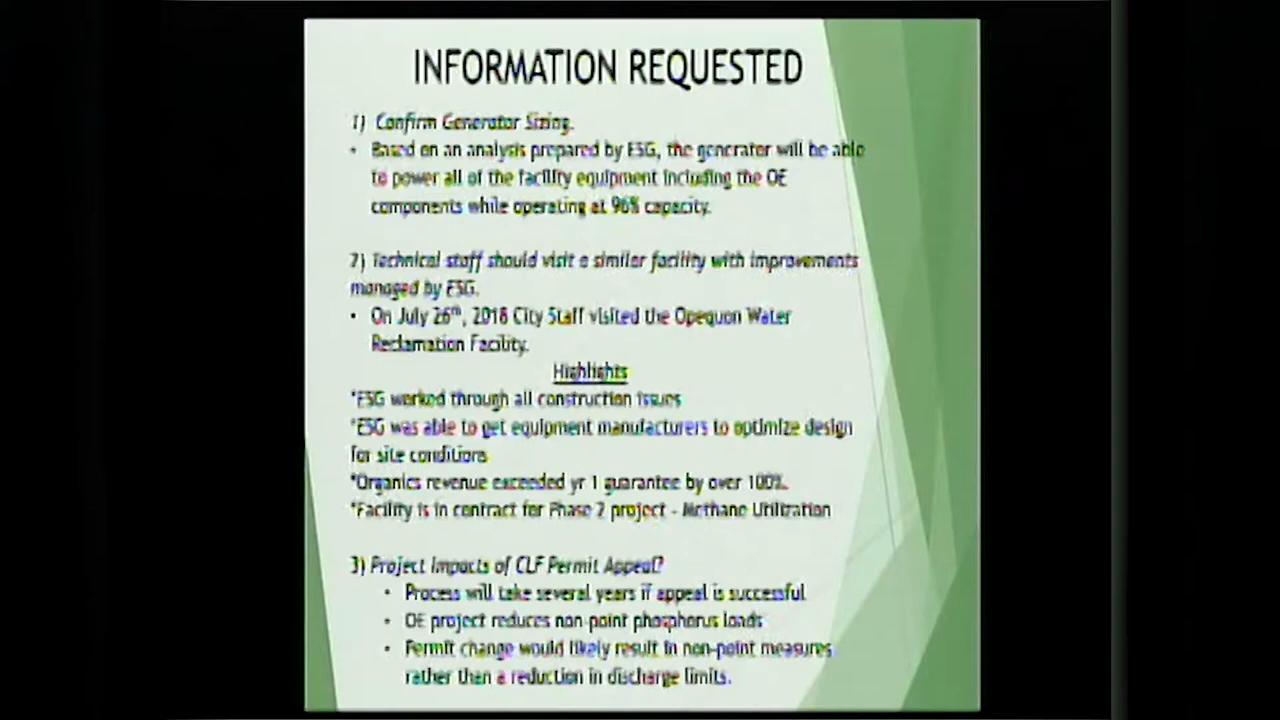 INFORMATION REQUESTED
1) Confirm Generator Sizing.
• Based on an analysis prepared by ESG, the generator will be able
to power all of the facility equipment including the OE
components while operating at 96% capacity.
2) Technical staff should visit a similar facility with improvements
managed by ESG.
• On July 26th, 2018 City Staff visited the Opequon Water
Reclamation Facility.
Highlights
*ESG worked through all construction issues
*ESG was able to get equipment manufacturers to optimize design
for site conditions
*Organics revenue exceeded yr 1 guarantee by over 100%.
*Facility is in contract for Phase 2 project - Methane Utilization
3) Project Impacts of CLF Permit Appeal?
• Process will take several years if appeal is successful
• OE project reduces non-point phosphorus loads
• Permit change would likely result in non-point measures
rather than a reduction in discharge limits.